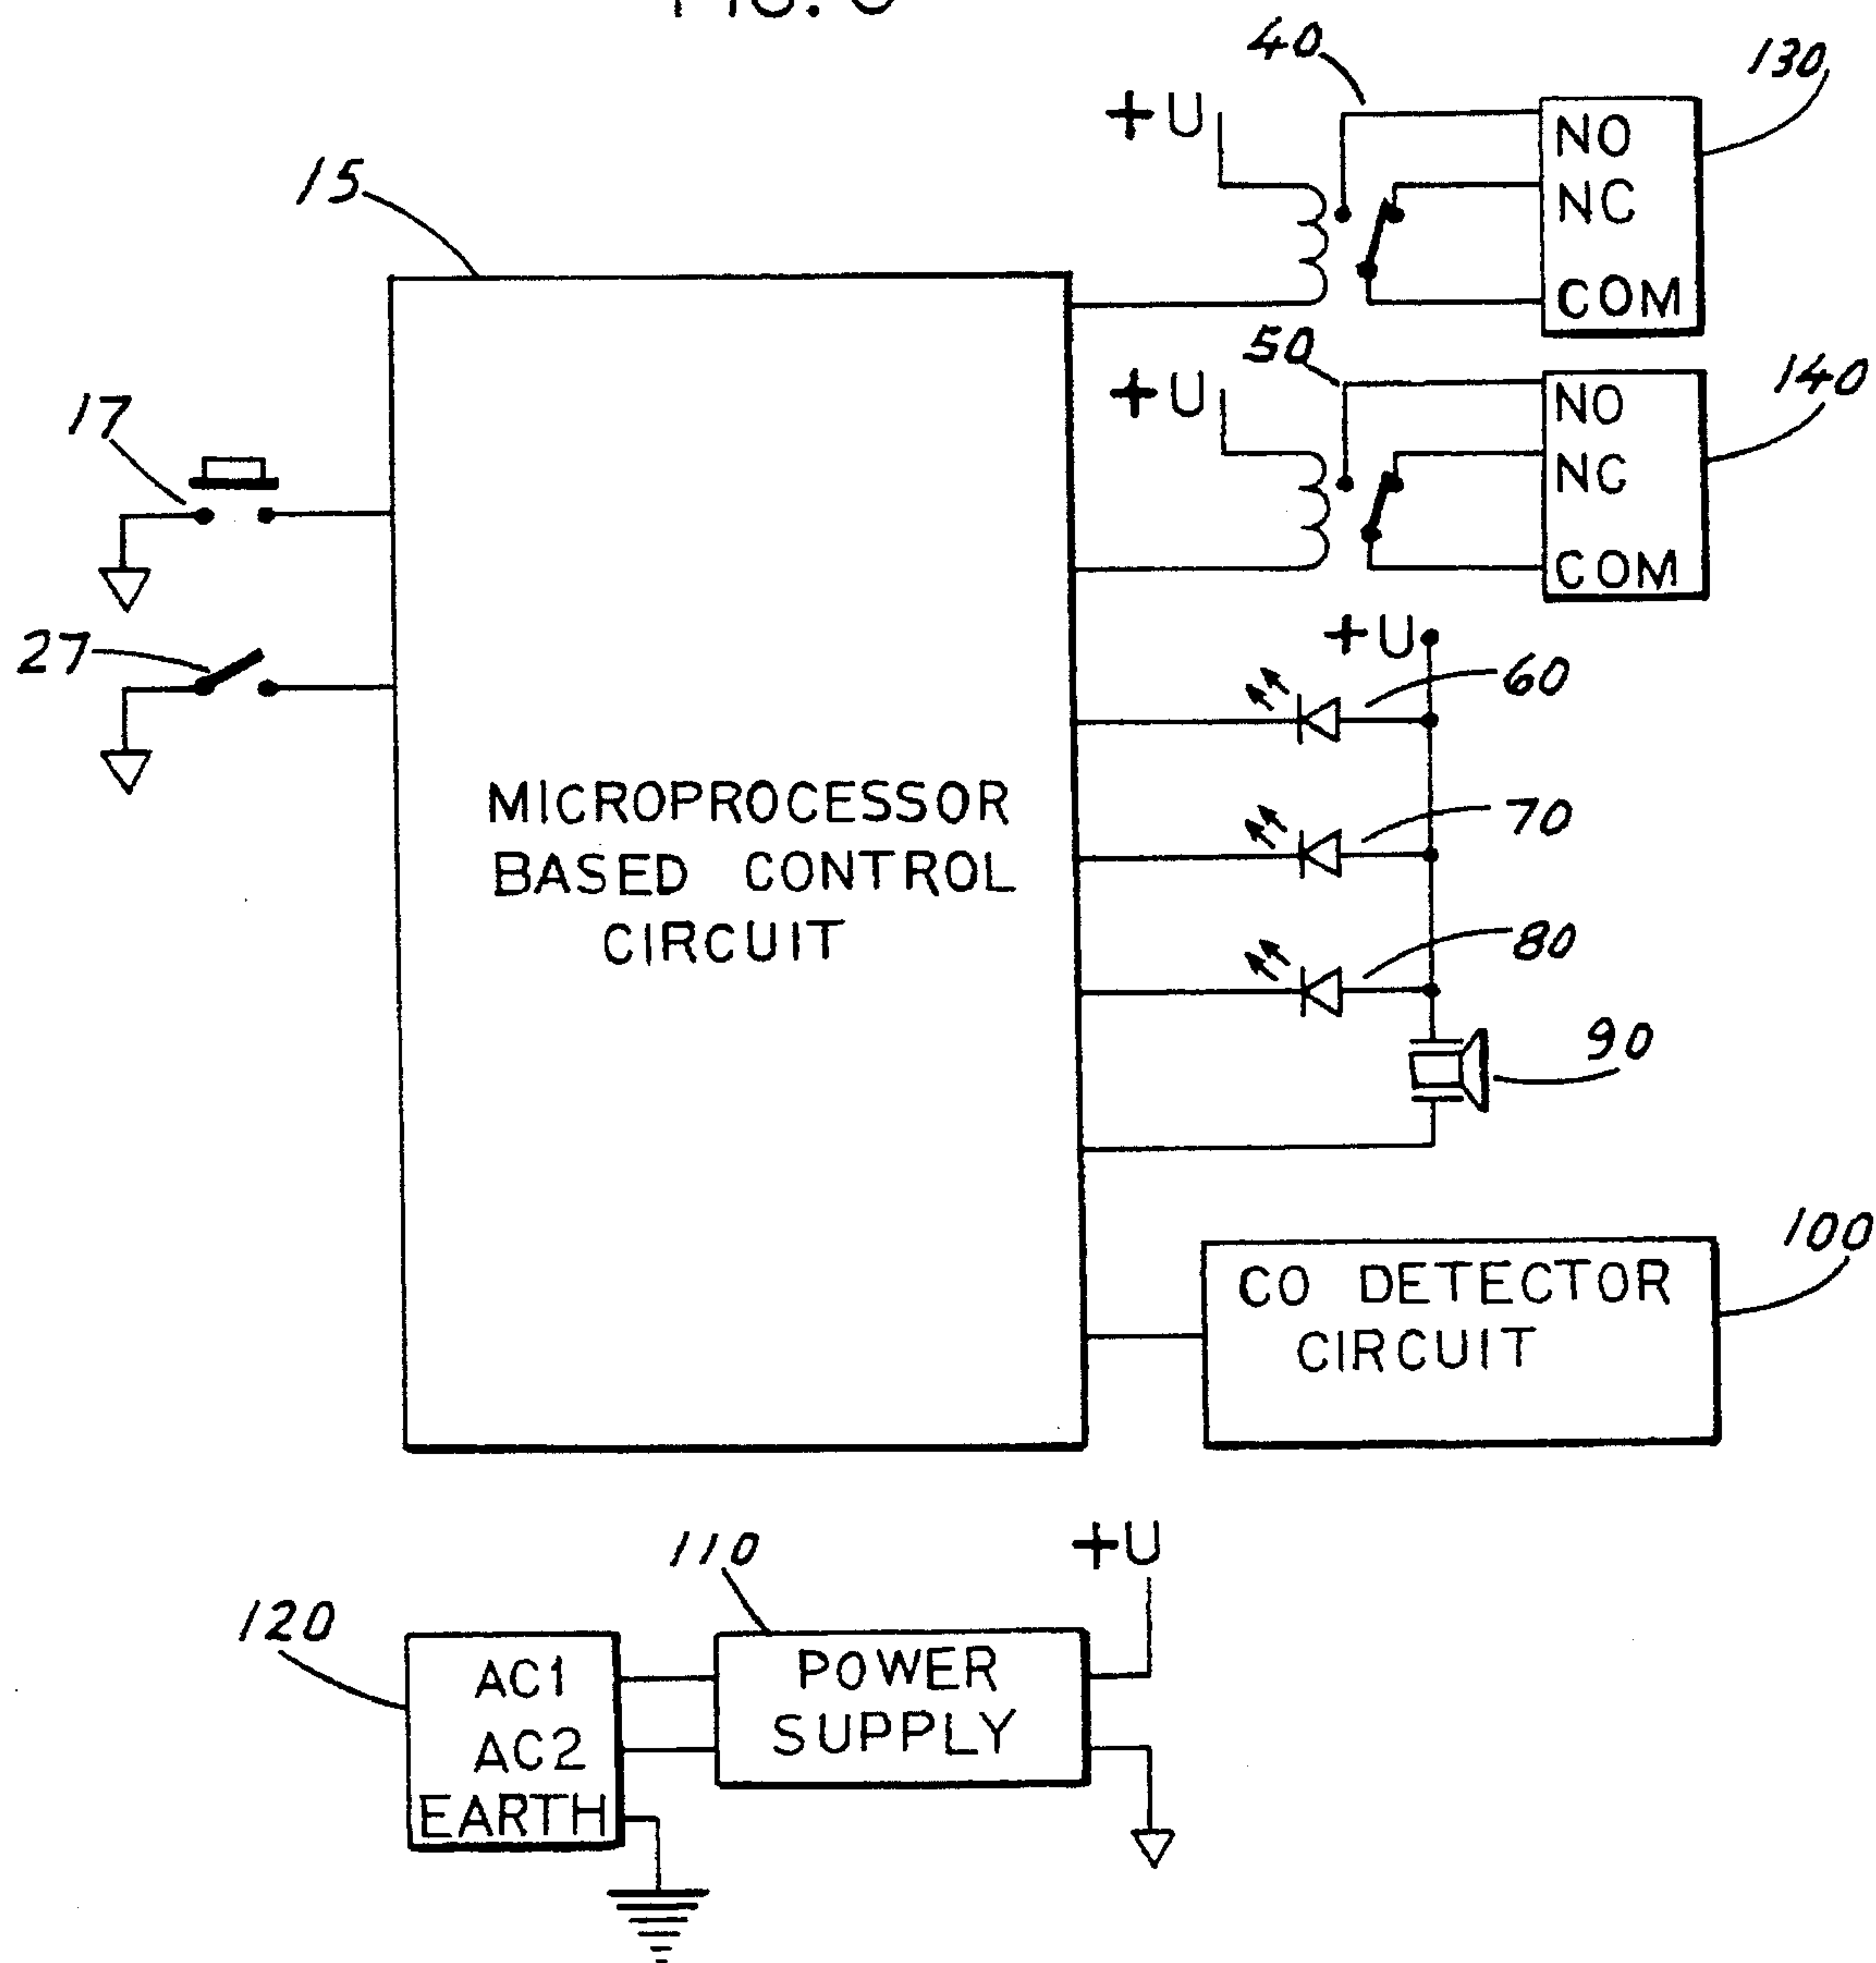 40
130
+U
NO
NC
COM
15
50
140
+U
NO
NC
COM
17
27
+U
60
70
80
90
MICROPROCESSOR
BASED CONTROL
CIRCUIT
100
CO DETECTOR
CIRCUIT
110
+U
120
AC1
AC2
EARTH
POWER
SUPPLY